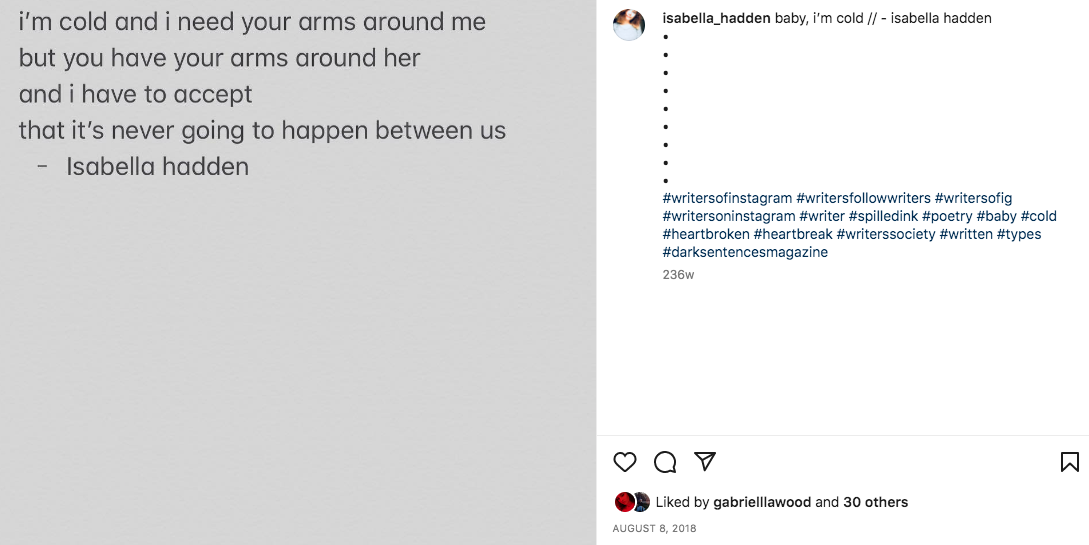 i'm cold and i need your arms around me
but you have your arms around her
and i have to accept
that it's never going to happen between us
- Isabella hadden
isabella_hadden baby, i'm cold // - isabella hadden
•
•
•
•
•
•
•
•
•
#writersofinstagram #writersfollowwriters #writersofig
#writersoninstagram #writer #spilledink #poetry #baby #cold
#heartbroken #heartbreak #writerssociety #written #types
#darksentencesmagazine
236w
Liked by gabrielllawood and 30 others
AUGUST 8, 2018